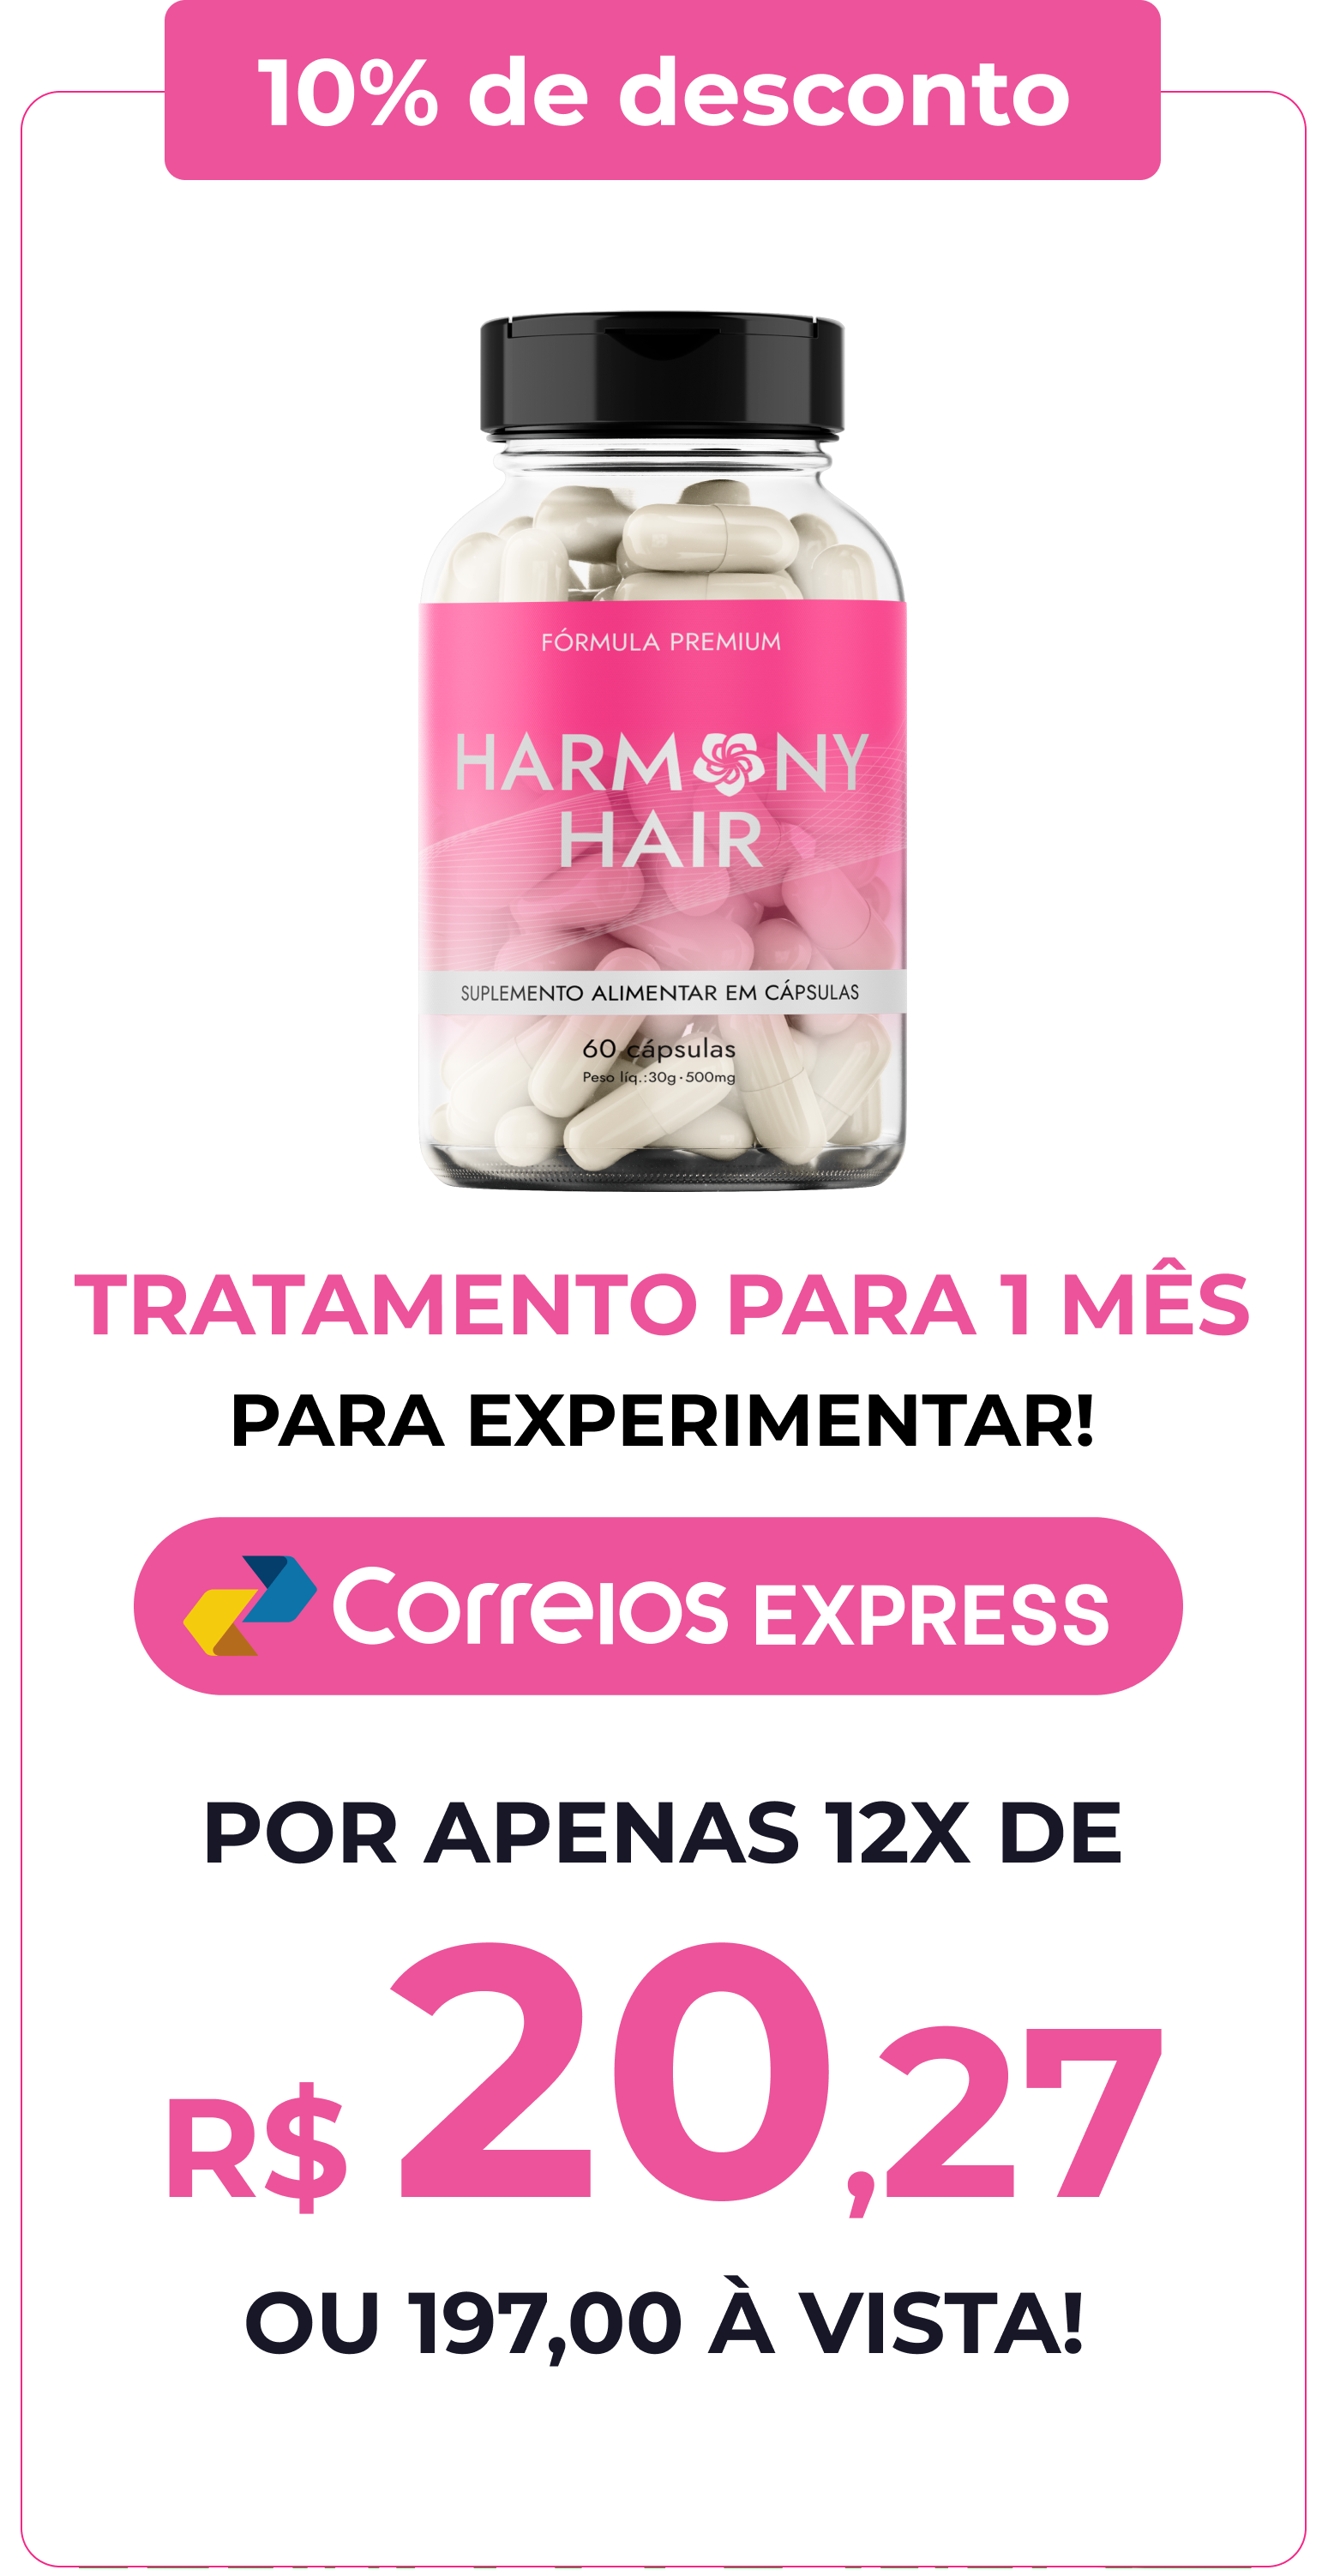 10% de desconto
FÓRMULA PREMIUM
HARMONY
HAIR
SUPLEMENTO ALIMENTAR EM CÁPSULAS
60 cápsulas
Peso líq.:30g·500mg
TRATAMENTO PARA 1 MÊS
PARA EXPERIMENTAR!
Correios EXPRESS
POR APENAS 12X DE
R$ 20,27
OU 197,00 À VISTA!